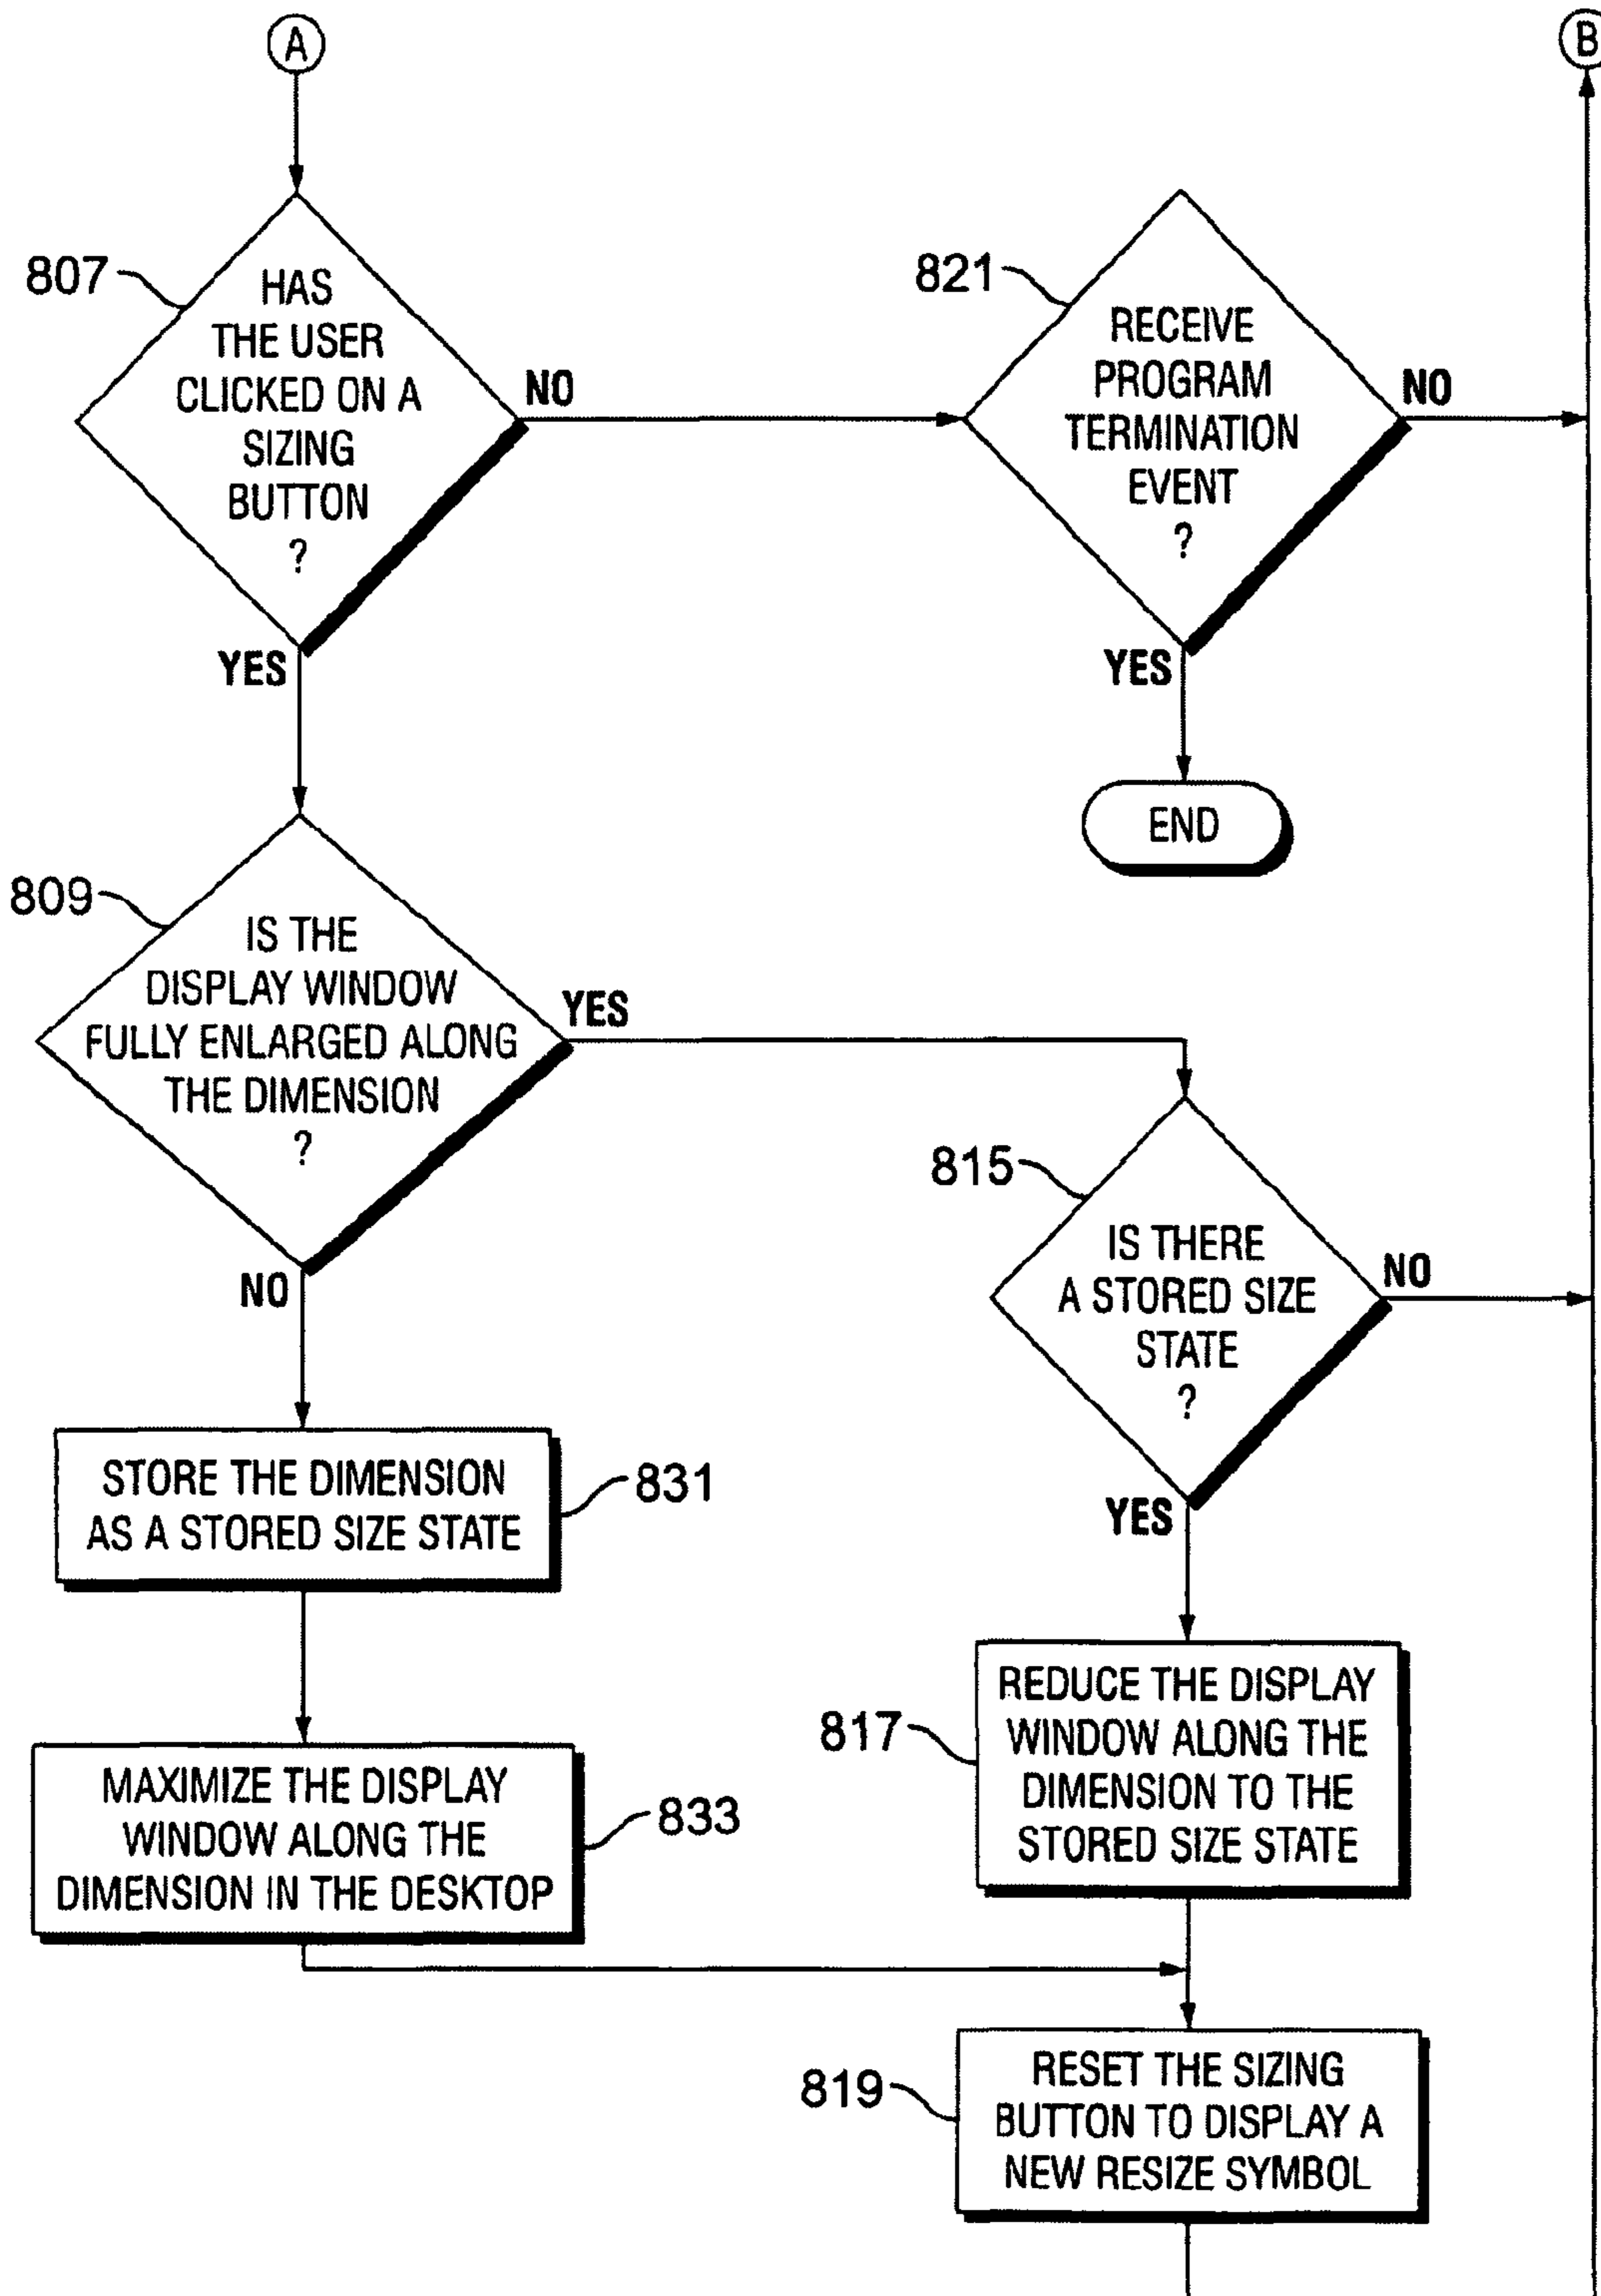 A
B
807
HAS
THE USER
CLICKED ON A
SIZING
BUTTON
?
NO
YES
821
RECEIVE
PROGRAM
TERMINATION
EVENT
?
NO
YES
END
809
IS THE
DISPLAY WINDOW
FULLY ENLARGED ALONG
THE DIMENSION
?
YES
NO
815
IS THERE
A STORED SIZE
STATE
?
NO
YES
STORE THE DIMENSION
AS A STORED SIZE STATE
831
MAXIMIZE THE DISPLAY
WINDOW ALONG THE
DIMENSION IN THE DESKTOP
833
817
REDUCE THE DISPLAY
WINDOW ALONG THE
DIMENSION TO THE
STORED SIZE STATE
819
RESET THE SIZING
BUTTON TO DISPLAY A
NEW RESIZE SYMBOL